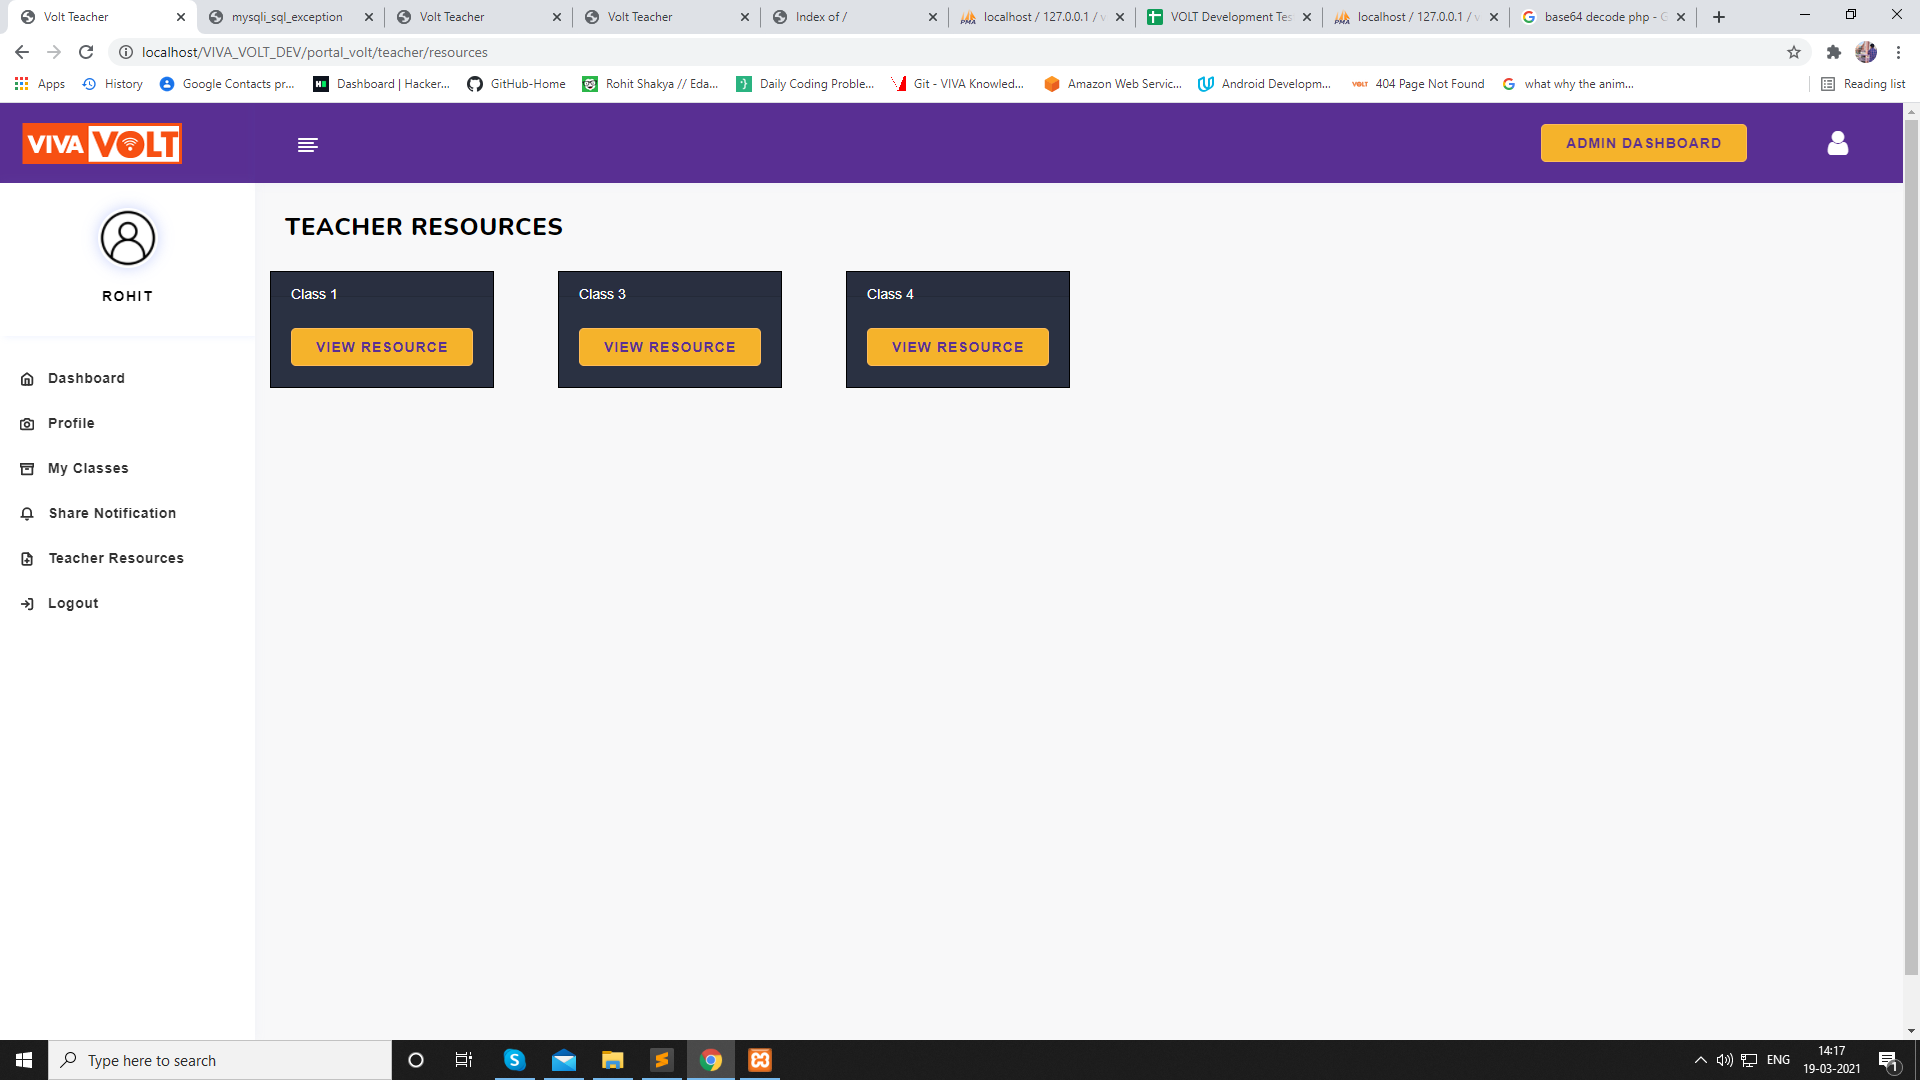 Volt Teacher
mysqli_sql_exception
Volt Teacher
Volt Teacher
Index of /
localhost / 127.0.0.1 / v
VOLT Development Tes
localhost / 127.0.0.1 / v
base64 decode php - G
localhost/VIVA_VOLT_DEV/portal_volt/teacher/resources
Apps
History
Google Contacts pr...
Dashboard | Hacker...
GitHub-Home
Rohit Shakya // Eda...
Daily Coding Proble...
Git - VIVA Knowled...
Amazon Web Servic...
Android Developm...
404 Page Not Found
what why the anim...
Reading list
VIVA VOLT
ADMIN DASHBOARD
ROHIT
Dashboard
Profile
My Classes
Share Notification
Teacher Resources
Logout
TEACHER RESOURCES
Class 1
VIEW RESOURCE
Class 3
VIEW RESOURCE
Class 4
VIEW RESOURCE
Type here to search
ENG
14:17
19-03-2021
1